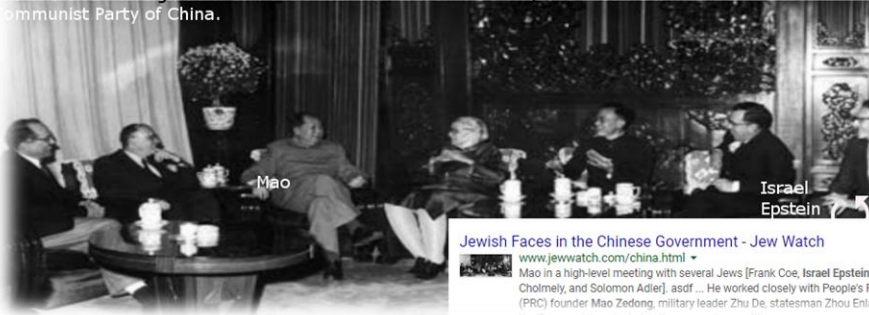 ommunist Party of China.
Mao
Israel
Epstein
Jewish Faces in the Chinese Government - Jew Watch
www.jewwatch.com/china.html
Mao in a high-level meeting with several Jews [Frank Coe, Israel Epstein
Cholmely, and Solomon Adler]. asdf ... He worked closely with People's
(PRC) founder Mao Zedong, military leader Zhu De, statesman Zhou